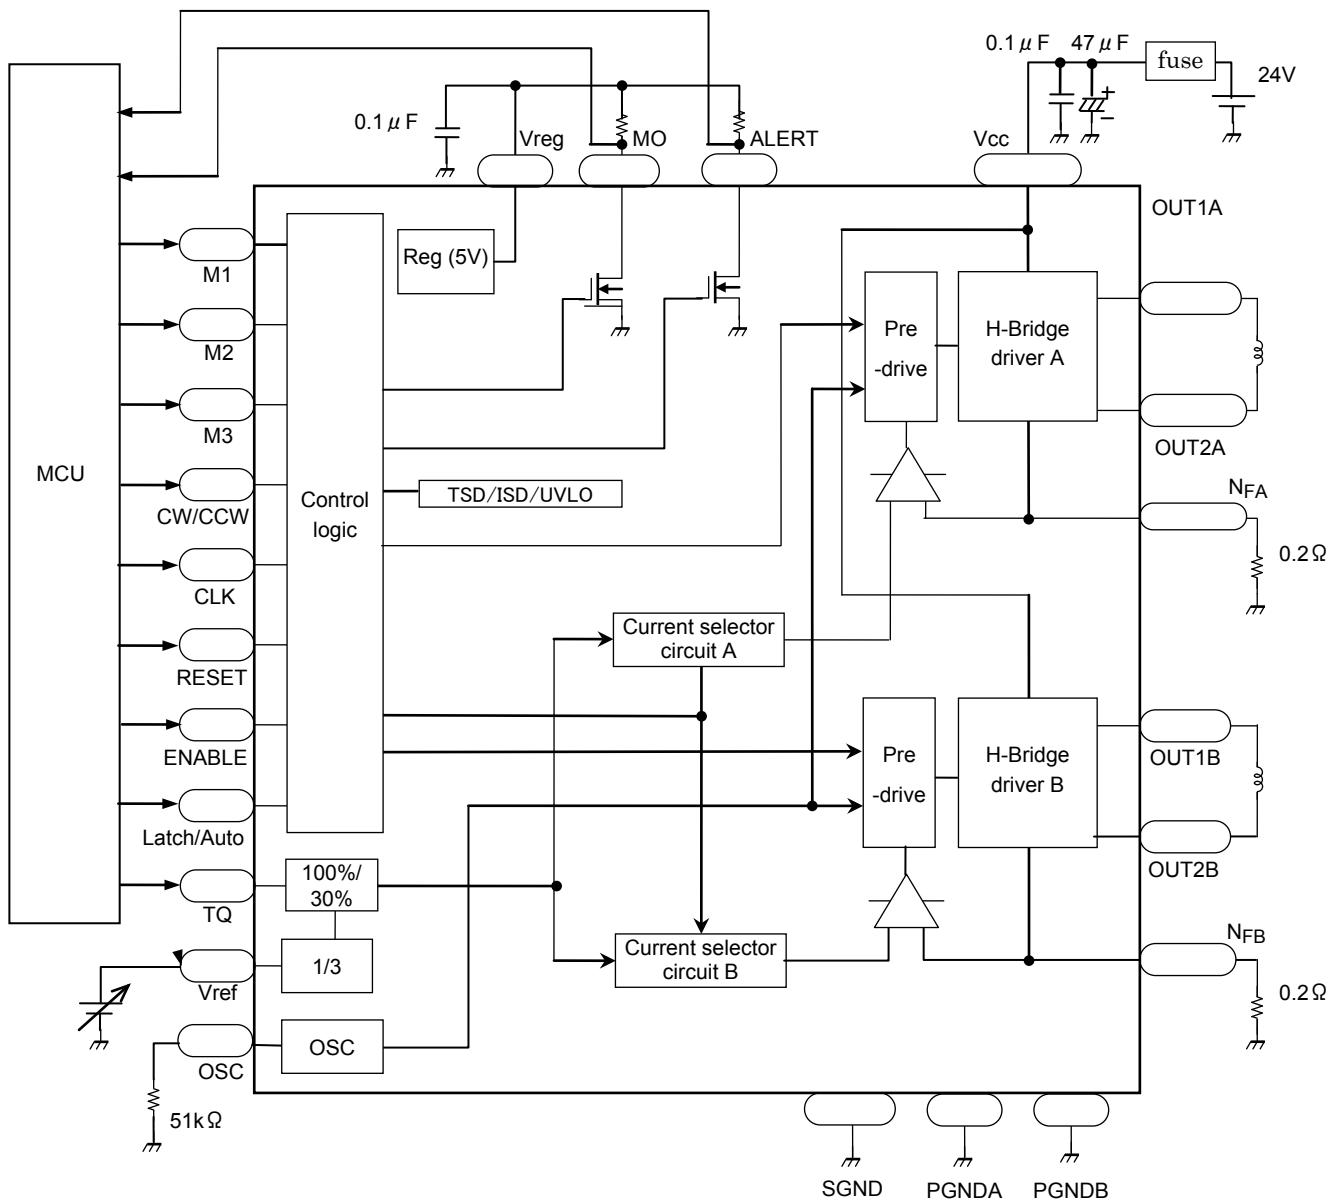 0.1μF
47μF
fuse
24V
0.1μF
Vreg
MO
ALERT
Vcc
OUT1A
M1
Reg (5V)
Pre
-drive
H-Bridge
driver A
M2
M3
OUT2A
MCU
CW/CCW
Control
logic
TSD/ISD/UVLO
NFA
0.2Ω
CLK
Current selector
circuit A
RESET
ENABLE
Pre
-drive
H-Bridge
driver B
OUT1B
Latch/Auto
OUT2B
100%/
30%
TQ
NFB
Current selector
circuit B
1/3
Vref
0.2Ω
OSC
OSC
51kΩ
SGND
PGNDA
PGNDB
+
−